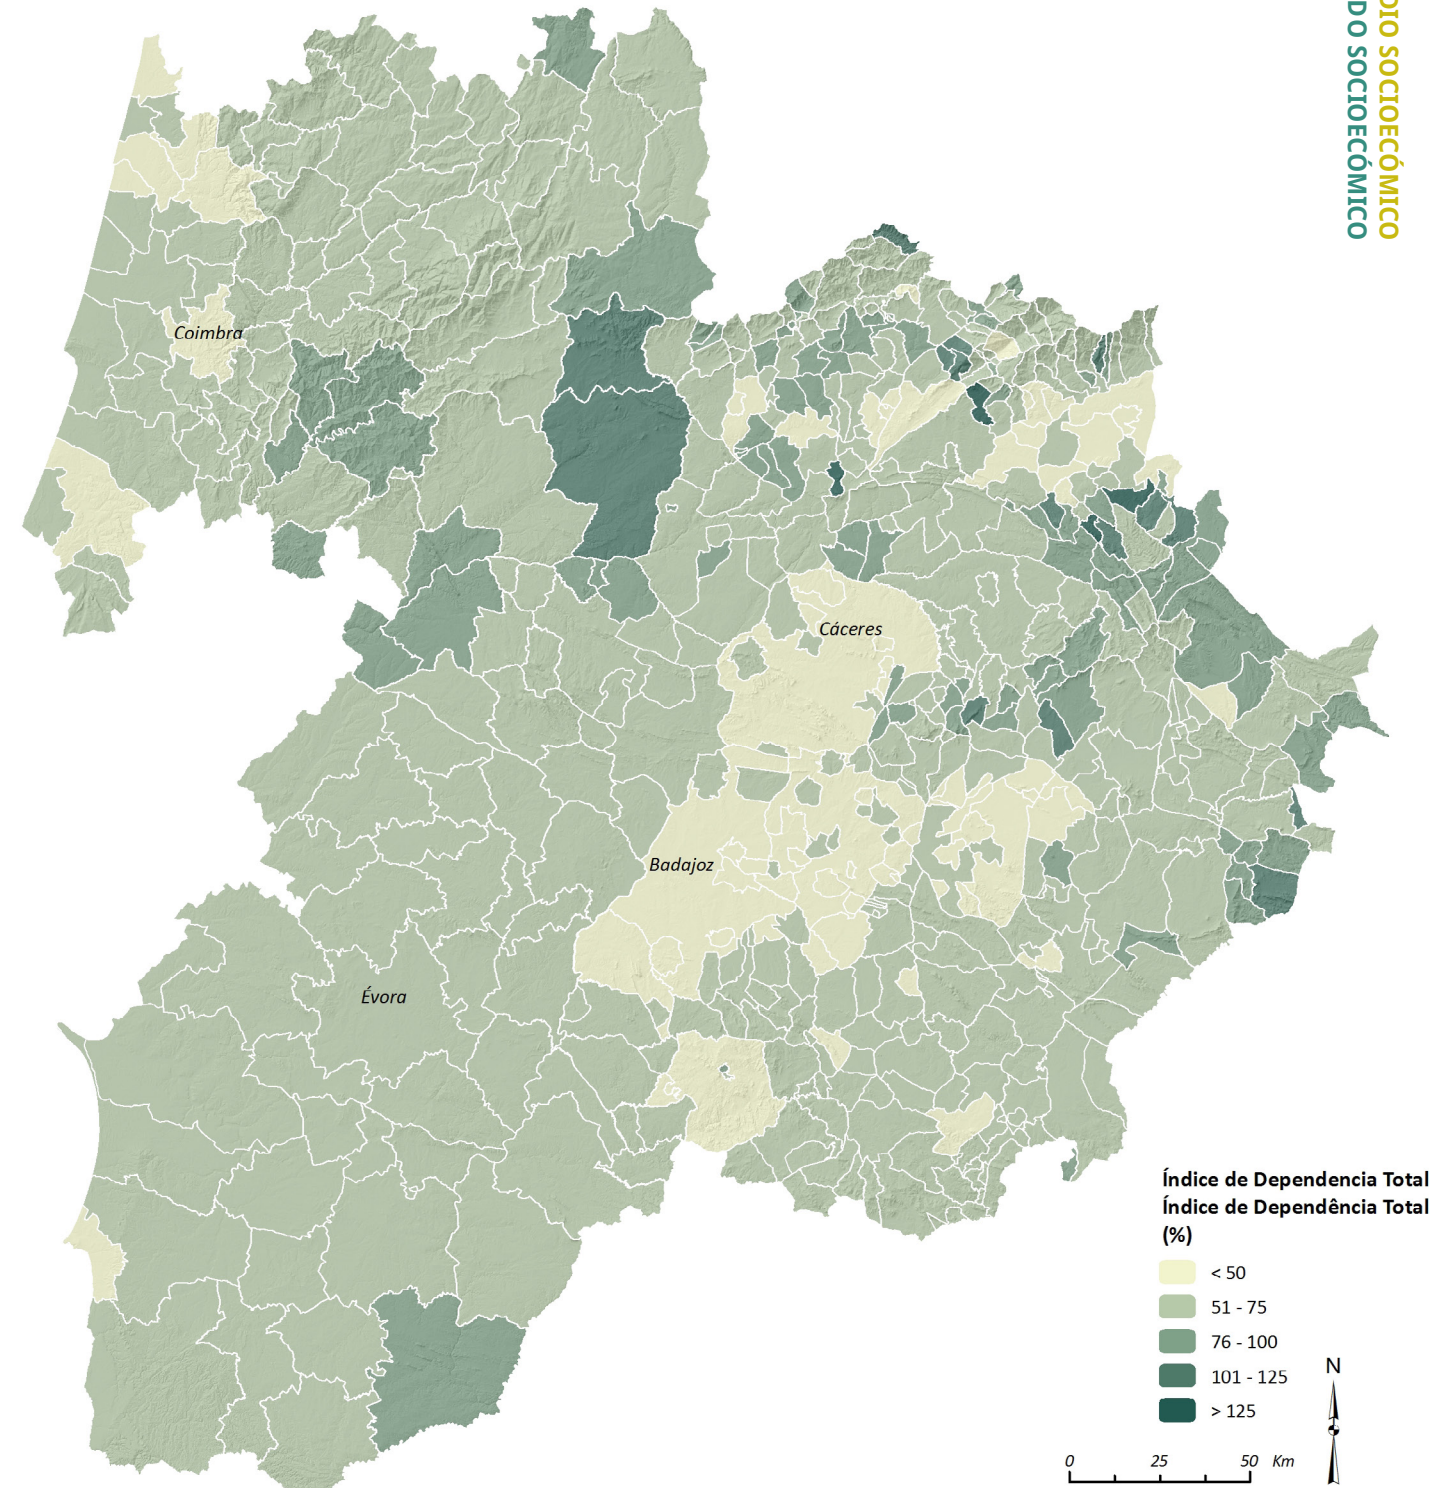 DIO SOCIOECÓMICO
DO SOCIOECÓMICO
Coimbra
Cáceres
Badajoz
Évora
Índice de Dependencia Total
Índice de Dependência Total
(%)
< 50
51 - 75
76 - 100
101 - 125
> 125
N
0 25 50 Km